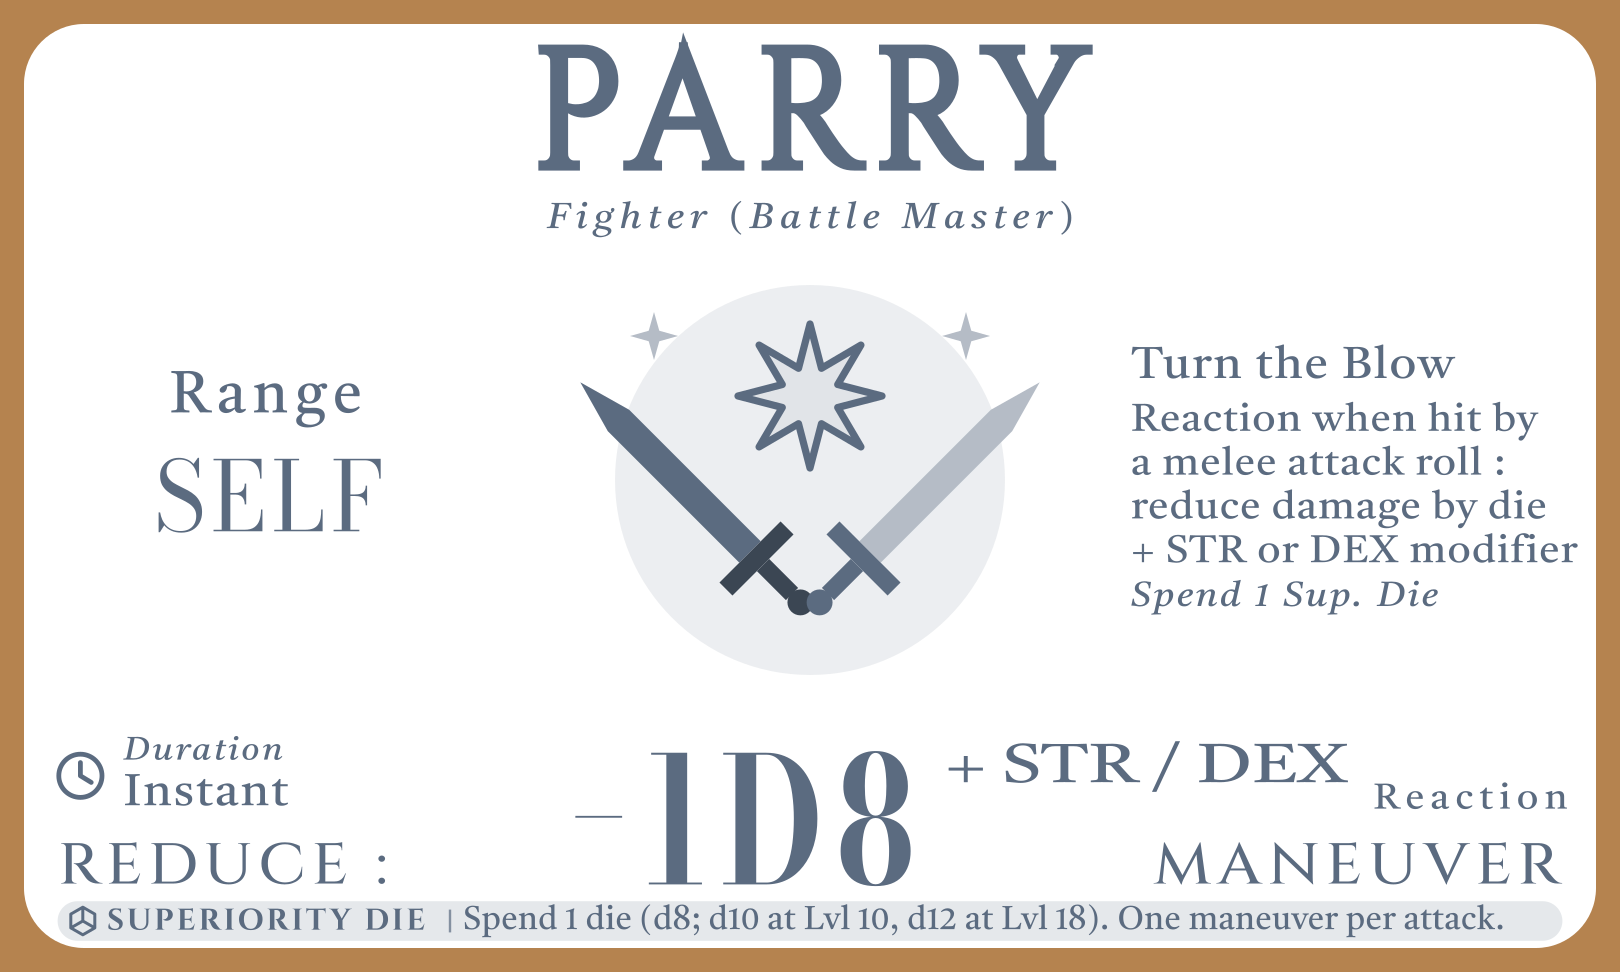 PARRY
Fighter (Battle Master)
Range
SELF
Turn the Blow
Reaction when hit by
a melee attack roll :
reduce damage by die
+ STR or DEX modifier
Spend 1 Sup. Die
Duration
Instant
REDUCE :
– 1D8 + STR / DEX
Reaction
MANEUVER
SUPERIORITY DIE | Spend 1 die (d8; d10 at Lvl 10, d12 at Lvl 18). One maneuver per attack.